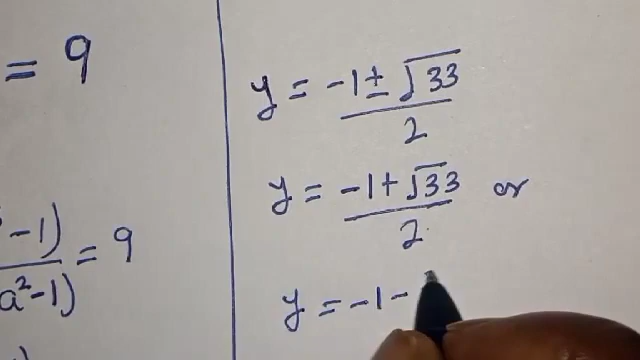 = 9
-1) / a²-1) = 9
y = (-1 ± √33) / 2
y = (-1 + √33) / 2 or
y = -1 -